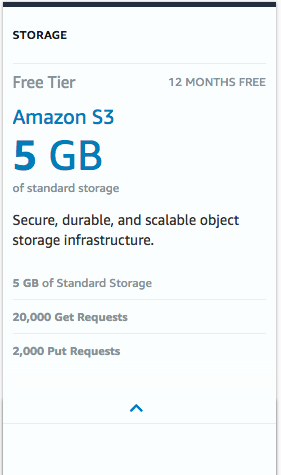 STORAGE
Free Tier 12 MONTHS FREE
Amazon S3
5 GB
of standard storage
Secure, durable, and scalable object
storage infrastructure.
5 GB of Standard Storage
20,000 Get Requests
2,000 Put Requests